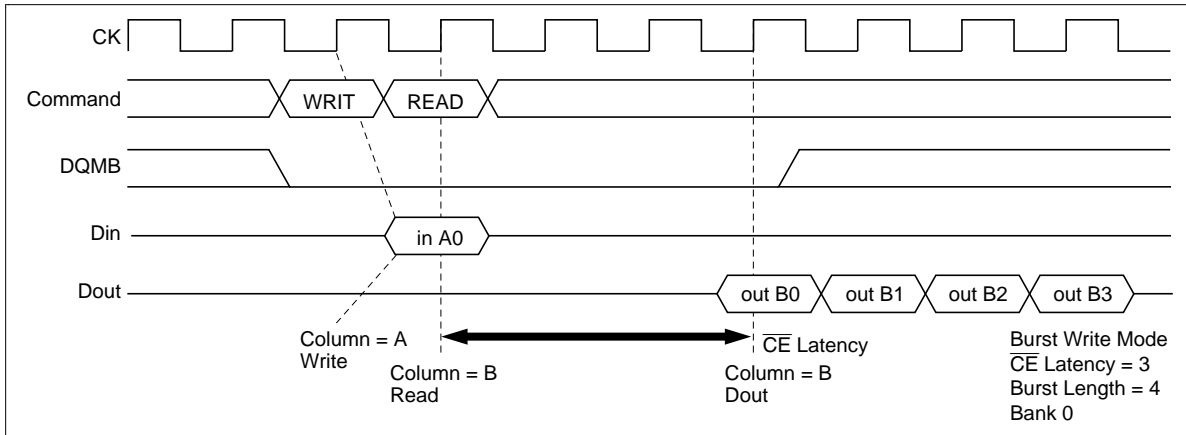 CK
Command
WRIT
READ
DQMB
Din
in A0
Dout
out B0
out B1
out B2
out B3
Column = A
Write
Column = B
Read
CE Latency
Column = B
Dout
Burst Write Mode
CE Latency = 3
Burst Length = 4
Bank 0